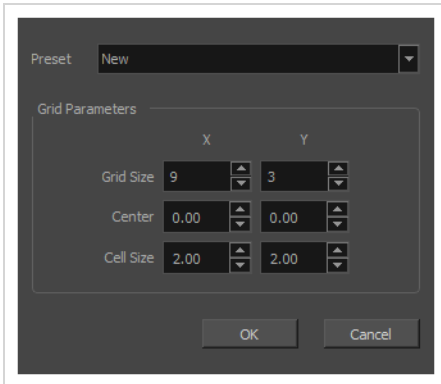 Preset New
Grid Parameters
X Y
Grid Size 9 3
Center 0.00 0.00
Cell Size 2.00 2.00
OK Cancel